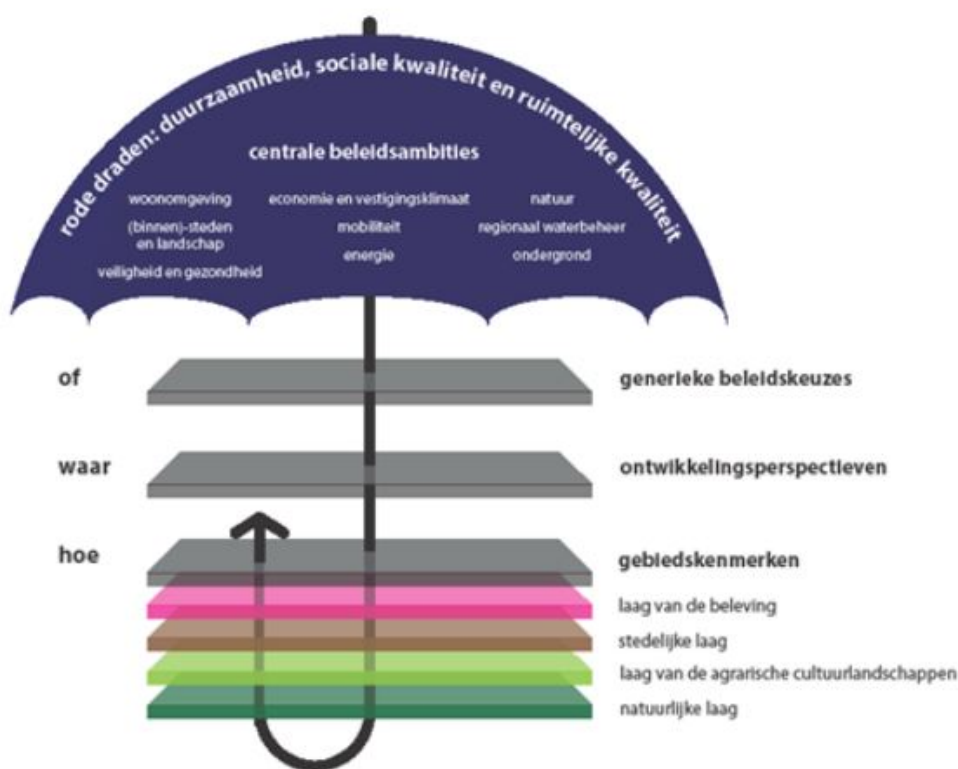 rode draden: duurzaamheid, sociale kwaliteit en ruimtelijke kwaliteit
centrale beleidsambities
woonomgeving
(binnen)-steden
en landschap
veiligheid en gezondheid
economie en vestigingsklimaat
mobiliteit
energie
natuur
regionaal waterbeheer
ondergrond
of
generieke beleidskeuzes
waar
ontwikkelingsperspectieven
hoe
gebiedskenmerken
laag van de beleving
stedelijke laag
laag van de agrarische cultuurlandschappen
natuurlijke laag